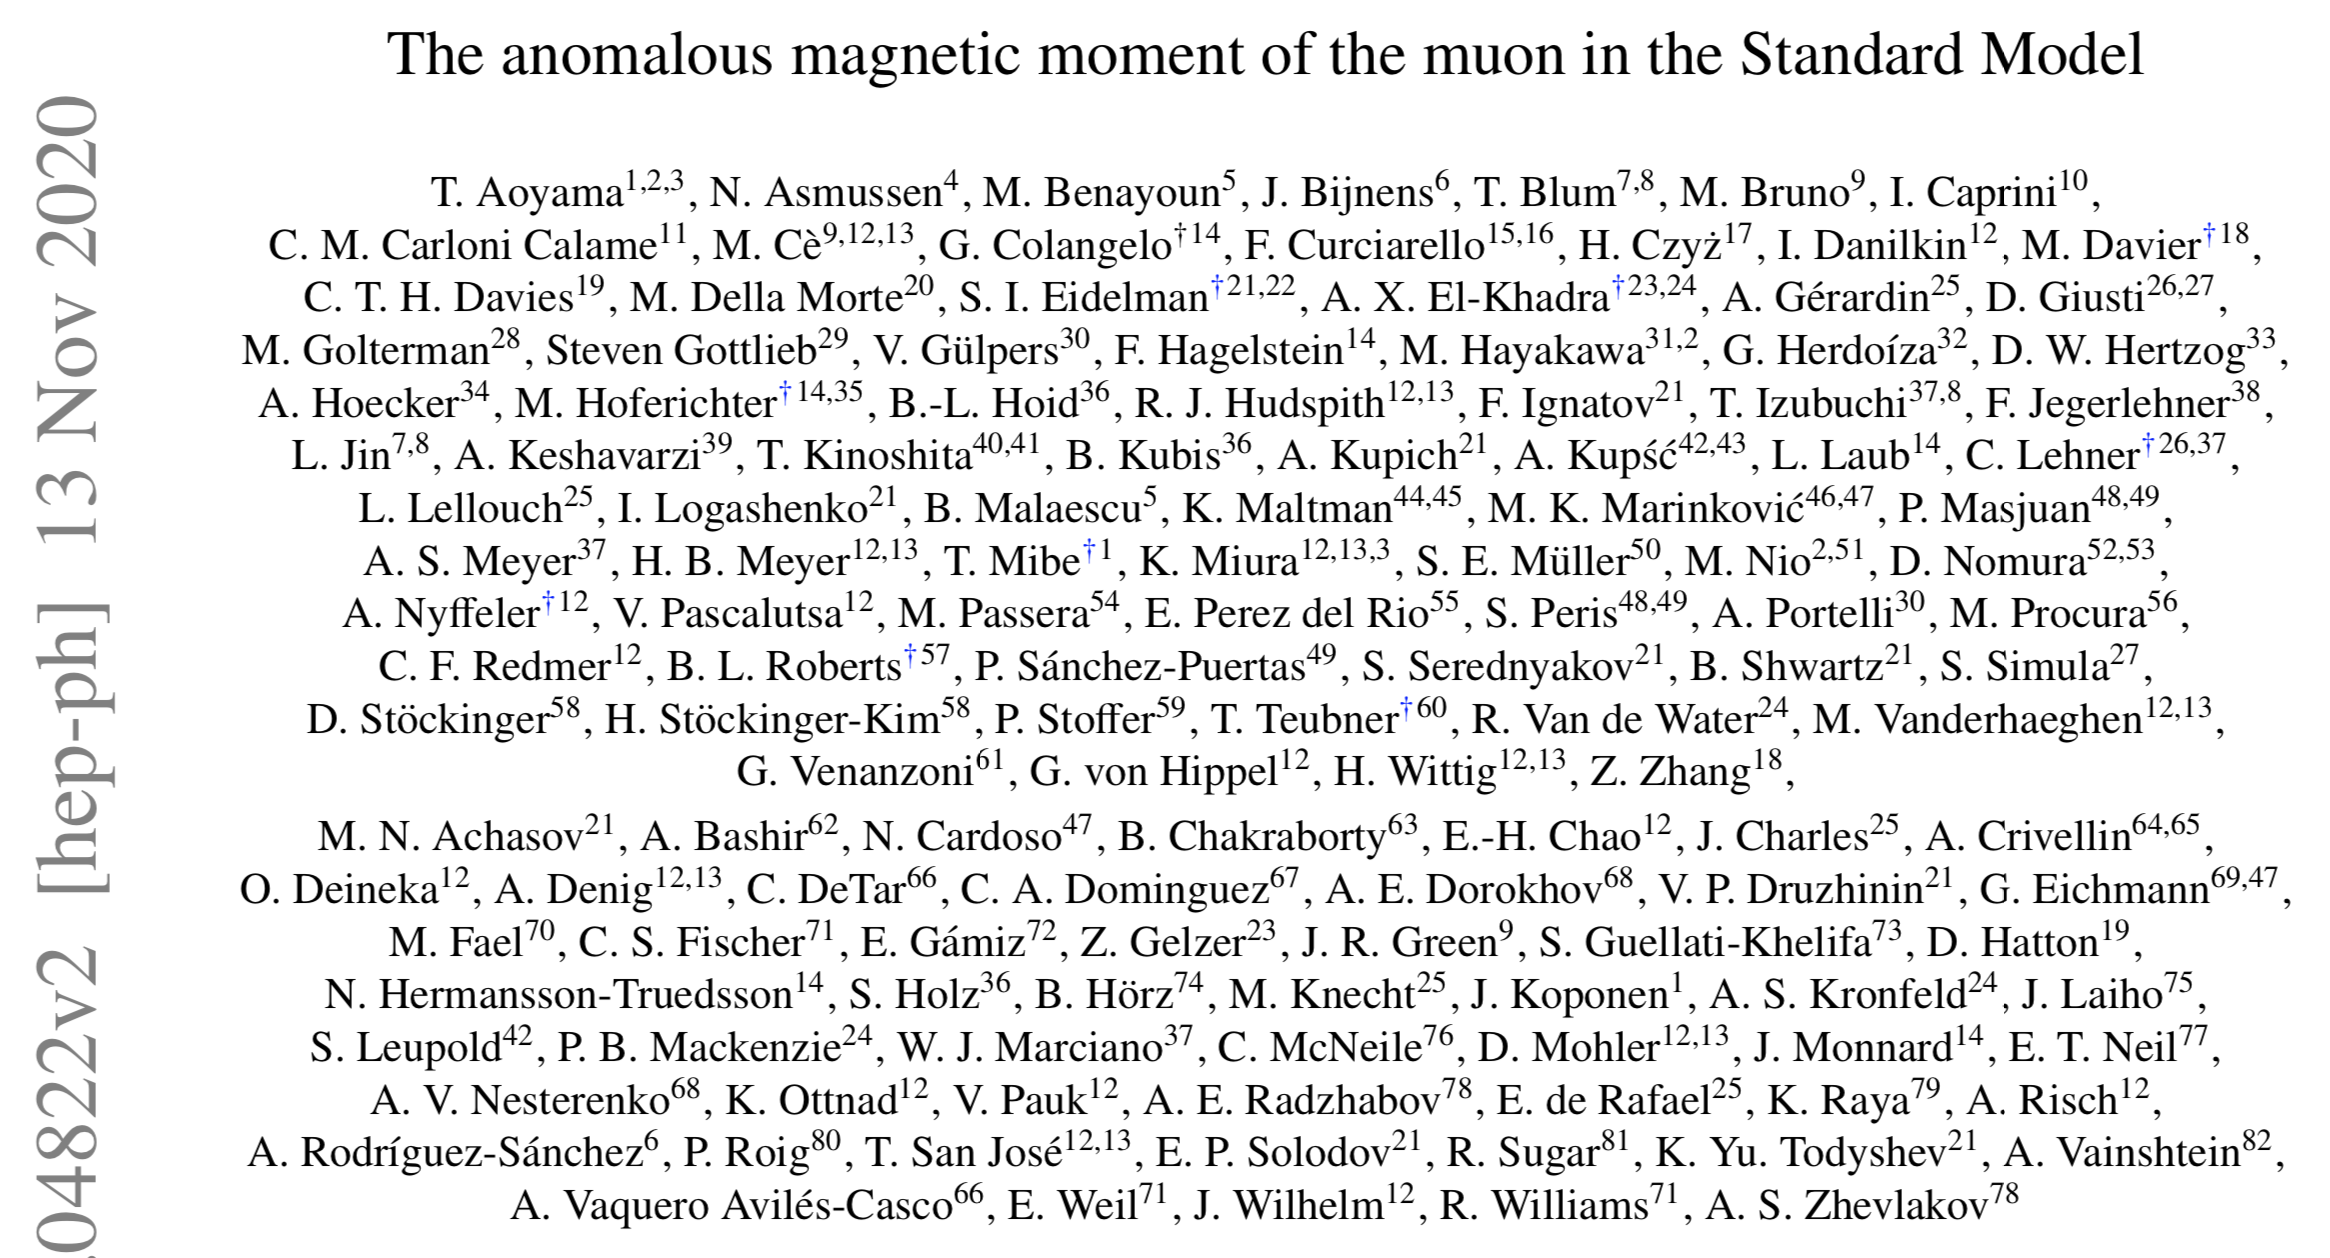 The anomalous magnetic moment of the muon in the Standard Model
T. Aoyama1,2,3, N. Asmussen4, M. Benayoun5, J. Bijnens6, T. Blum7,8, M. Bruno9, I. Caprini10,
C. M. Carloni Calame11, M. Cè9,12,13, G. Colangelo†14, F. Curciarello15,16, H. Czyż17, I. Danilkin12, M. Davier†18,
C. T. H. Davies19, M. Della Morte20, S. I. Eidelman†21,22, A. X. El-Khadra†23,24, A. Gérardin25, D. Giusti26,27,
M. Golterman28, Steven Gottlieb29, V. Gülpers30, F. Hagelstein14, M. Hayakawa31,2, G. Herdoíza32, D. W. Hertzog33,
A. Hoecker34, M. Hoferichter†14,35, B.-L. Hoid36, R. J. Hudspith12,13, F. Ignatov21, T. Izubuchi37,8, F. Jegerlehner38,
L. Jin7,8, A. Keshavarzi39, T. Kinoshita40,41, B. Kubis36, A. Kupich21, A. Kupść42,43, L. Laub14, C. Lehner†26,37,
L. Lellouch25, I. Logashenko21, B. Malaescu5, K. Maltman44,45, M. K. Marinković46,47, P. Masjuan48,49,
A. S. Meyer37, H. B. Meyer12,13, T. Mibe†1, K. Miura12,13,3, S. E. Müller50, M. Nio2,51, D. Nomura52,53,
A. Nyffeler†12, V. Pascalutsa12, M. Passera54, E. Perez del Rio55, S. Peris48,49, A. Portelli30, M. Procura56,
C. F. Redmer12, B. L. Roberts†57, P. Sánchez-Puertas49, S. Serednyakov21, B. Shwartz21, S. Simula27,
D. Stöckinger58, H. Stöckinger-Kim58, P. Stoffer59, T. Teubner†60, R. Van de Water24, M. Vanderhaeghen12,13,
G. Venanzoni61, G. von Hippel12, H. Wittig12,13, Z. Zhang18,
M. N. Achasov21, A. Bashir62, N. Cardoso47, B. Chakraborty63, E.-H. Chao12, J. Charles25, A. Crivellin64,65,
O. Deineka12, A. Denig12,13, C. DeTar66, C. A. Dominguez67, A. E. Dorokhov68, V. P. Druzhinin21, G. Eichmann69,47,
M. Fael70, C. S. Fischer71, E. Gámiz72, Z. Gelzer23, J. R. Green9, S. Guellati-Khelifa73, D. Hatton19,
N. Hermansson-Truedsson14, S. Holz36, B. Hörz74, M. Knecht25, J. Koponen1, A. S. Kronfeld24, J. Laiho75,
S. Leupold42, P. B. Mackenzie24, W. J. Marciano37, C. McNeile76, D. Mohler12,13, J. Monnard14, E. T. Neil77,
A. V. Nesterenko68, K. Ottnad12, V. Pauk12, A. E. Radzhabov78, E. de Rafael25, K. Raya79, A. Risch12,
A. Rodríguez-Sánchez6, P. Roig80, T. San José12,13, E. P. Solodov21, R. Sugar81, K. Yu. Todyshev21, A. Vainshtein82,
A. Vaquero Avilés-Casco66, E. Weil71, J. Wilhelm12, R. Williams71, A. S. Zhevlakov78
.04822v2 [hep-ph] 13 Nov 2020